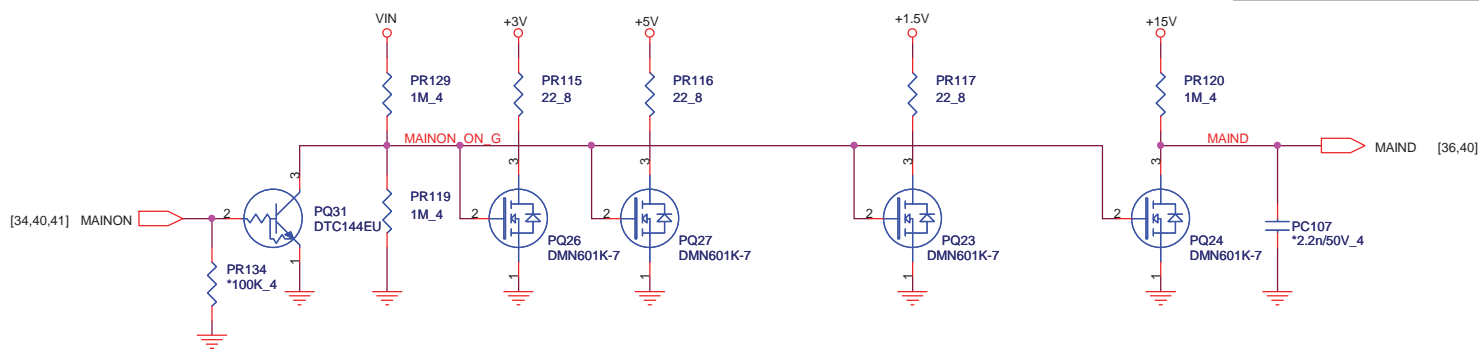 VIN
+3V
+5V
+1.5V
+15V
PR129
1M_4
PR115
22_8
PR116
22_8
PR117
22_8
PR120
1M_4
MAINON_ON_G
MAIND
MAIND [36,40]
3
3
3
3
3
[34,40,41] MAINON
2
PQ31
DTC144EU
PR119
1M_4
2
2
2
2
PQ26
DMN601K-7
PQ27
DMN601K-7
PQ23
DMN601K-7
PQ24
DMN601K-7
PC107
*2.2n/50V_4
PR134
*100K_4
1
1
1
1
1